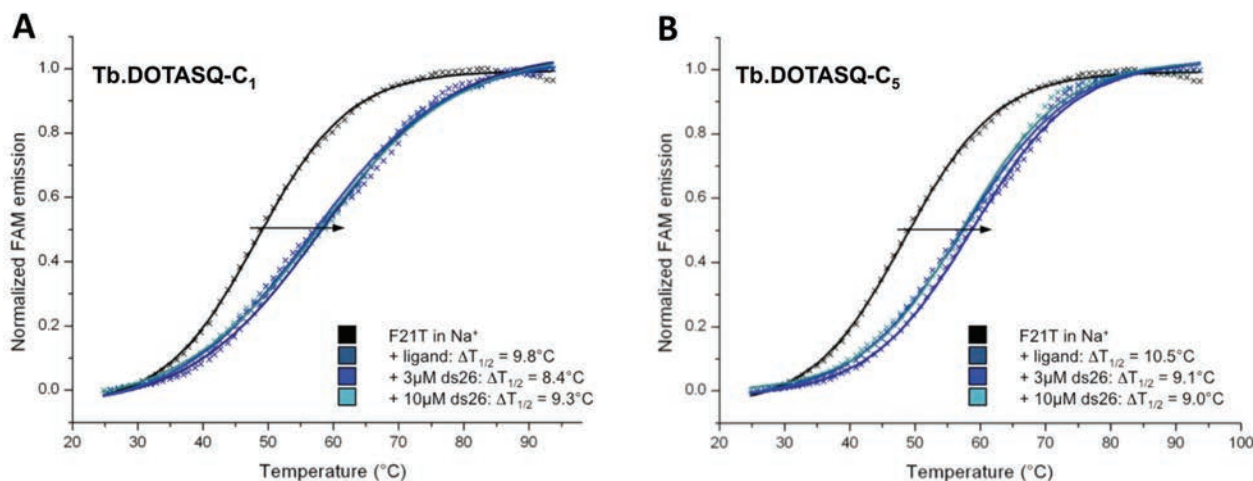 A
Tb.DOTASQ-C₁
Normalized FAM emission
1.0
0.8
0.6
0.4
0.2
0.0
F21T in Na⁺
+ ligand: ΔT₁/₂ = 9.8°C
+ 3µM ds26: ΔT₁/₂ = 8.4°C
+ 10µM ds26: ΔT₁/₂ = 9.3°C
20 30 40 50 60 70 80 90
Temperature (°C)
B
Tb.DOTASQ-C₅
Normalized FAM emission
1.0
0.8
0.6
0.4
0.2
0.0
F21T in Na⁺
+ ligand: ΔT₁/₂ = 10.5°C
+ 3µM ds26: ΔT₁/₂ = 9.1°C
+ 10µM ds26: ΔT₁/₂ = 9.0°C
20 30 40 50 60 70 80 90 100
Temperature (°C)